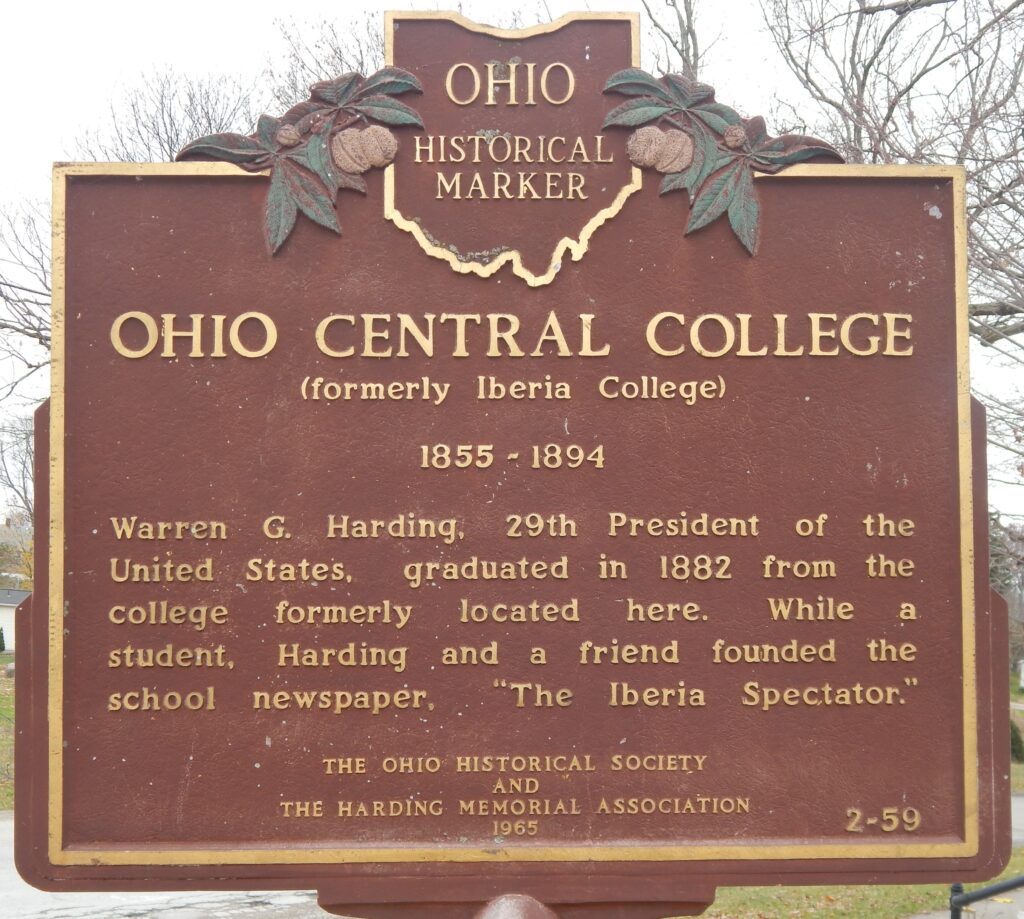 OHIO
HISTORICAL
MARKER
OHIO CENTRAL COLLEGE
(formerly Iberia College)
1855 - 1894
Warren G. Harding, 29th President of the
United States, graduated in 1882 from the
college formerly located here. While a
student, Harding and a friend founded the
school newspaper, "The Iberia Spectator."
THE OHIO HISTORICAL SOCIETY
AND
THE HARDING MEMORIAL ASSOCIATION
1965
2-59